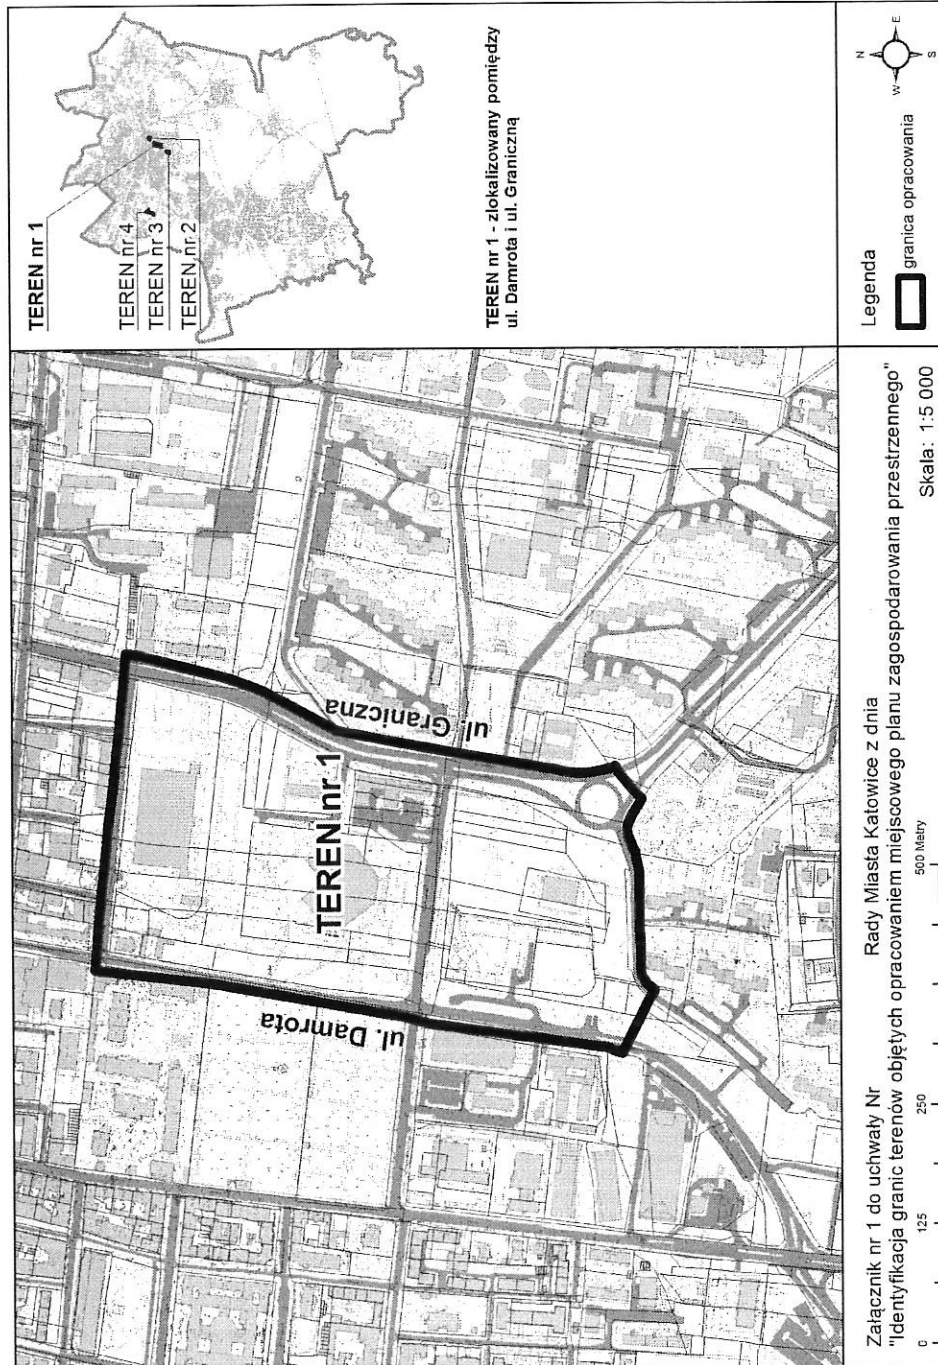 TEREN nr 1
ul. Damrota
ul. Graniczna
TEREN nr 1
TEREN nr 4
TEREN nr 3
TEREN nr 2
TEREN nr 1 - zlokalizowany pomiędzy
ul. Damrota i ul. Graniczną
Załącznik nr 1 do uchwały Nr Rady Miasta Katowice z dnia
"Identyfikacja granic terenów objętych opracowaniem miejscowego planu zagospodarowania przestrzennego"
Skala: 1:5 000
0 125 250 500 Metry
Legenda
granica opracowania
N
W E
S